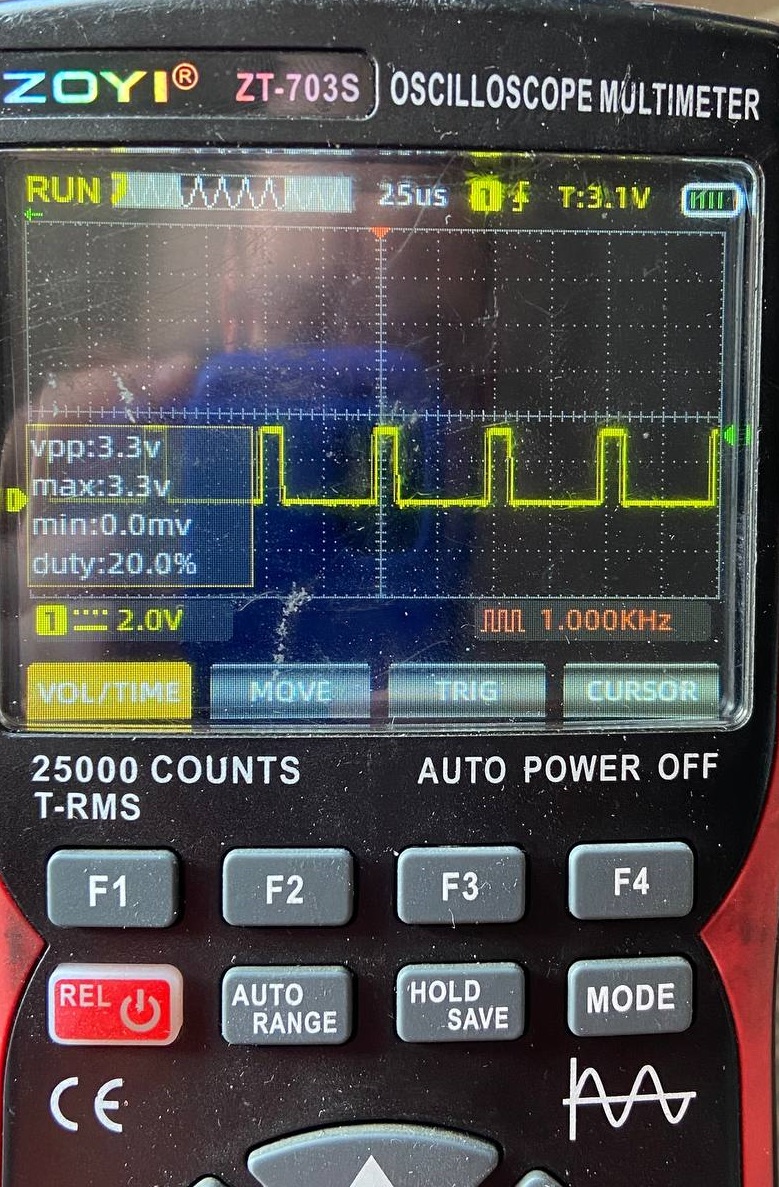 ZOYI® ZT-703S OSCILLOSCOPE MULTIMETER
RUN 25us 1 T:3.1V
vpp:3.3v
max:3.3v
min:0.0mv
duty:20.0%
1 2.0V 1.000KHz
VOL/TIME MOVE TRIG CURSOR
25000 COUNTS AUTO POWER OFF
T-RMS
F1 F2 F3 F4
REL AUTO RANGE HOLD SAVE MODE
CE